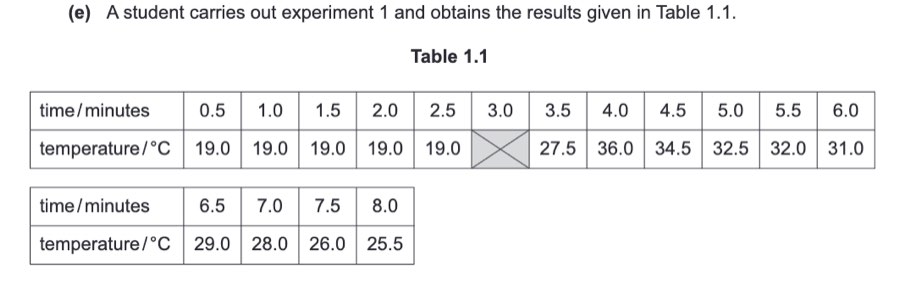 (e) A student carries out experiment 1 and obtains the results given in Table 1.1.
Table 1.1
time/minutes 0.5 1.0 1.5 2.0 2.5 3.0 3.5 4.0 4.5 5.0 5.5 6.0
temperature/°C 19.0 19.0 19.0 19.0 19.0 27.5 36.0 34.5 32.5 32.0 31.0
time/minutes 6.5 7.0 7.5 8.0
temperature/°C 29.0 28.0 26.0 25.5